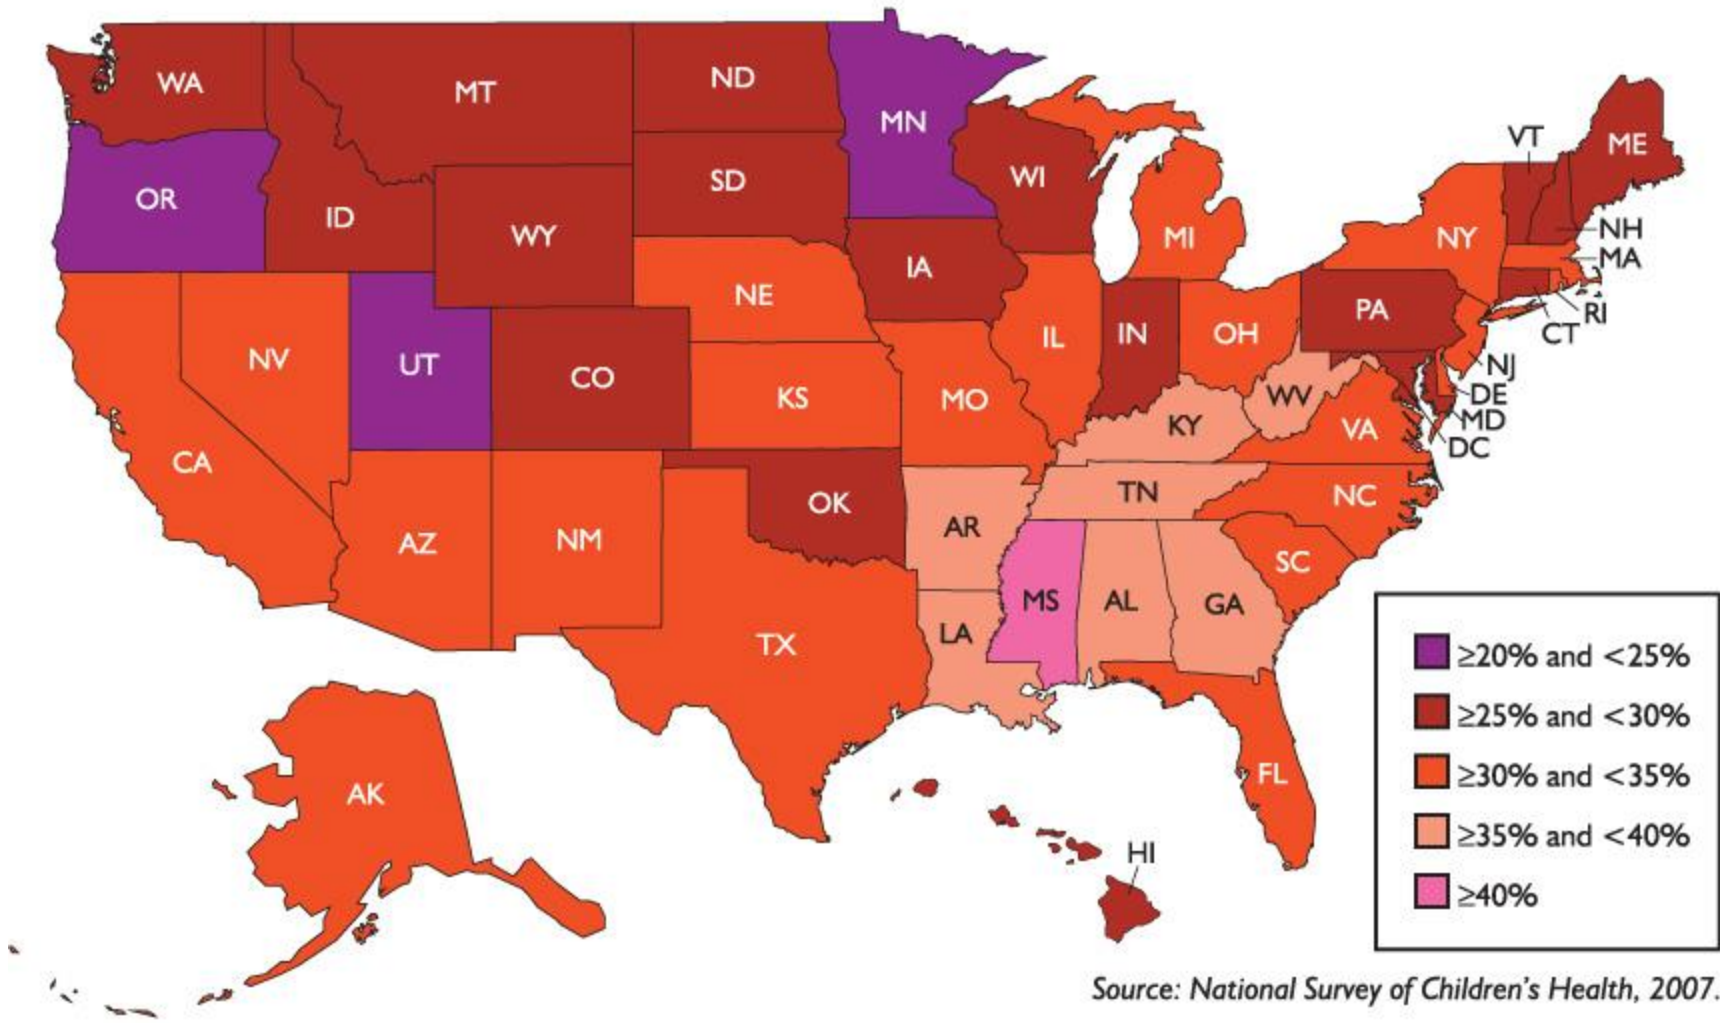 WA
MT
ND
MN
VT
ME
OR
ID
SD
WI
WY
MI
NY
NH
MA
IA
NE
PA
RI
CT
NV
UT
CO
KS
MO
IL
IN
OH
NJ
DE
MD
DC
WV
KY
VA
CA
AZ
NM
OK
AR
TN
NC
SC
MS
AL
GA
LA
TX
FL
AK
HI
≥20% and <25%
≥25% and <30%
≥30% and <35%
≥35% and <40%
≥40%
Source: National Survey of Children’s Health, 2007.